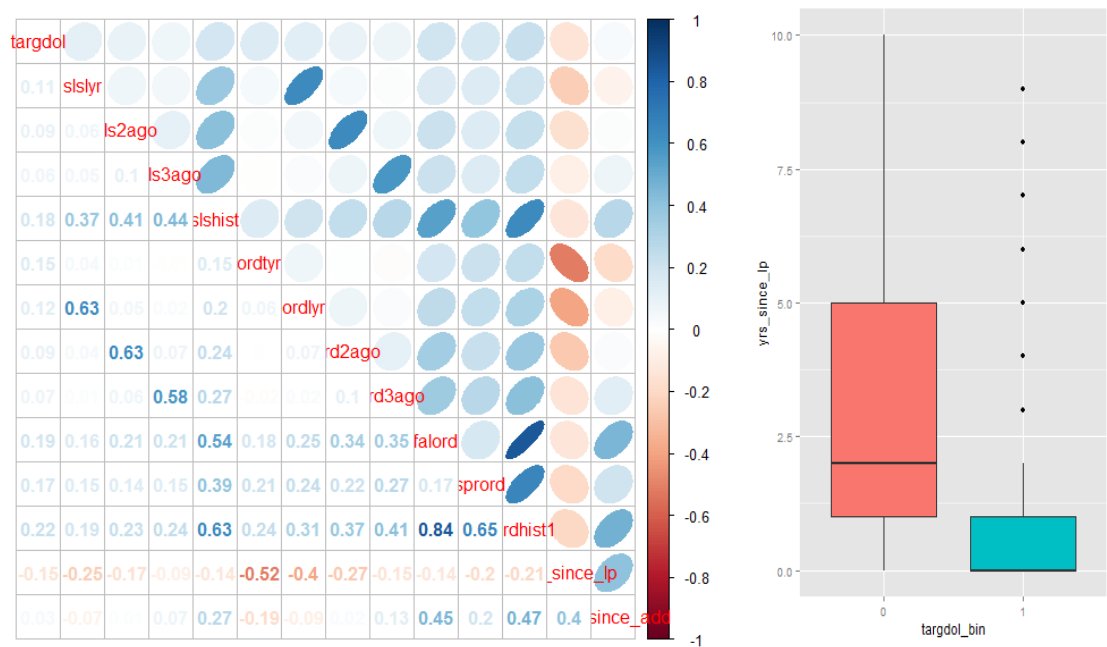 targdol
0.11 slslyr
0.09 0.06 ls2ago
0.06 0.05 0.1 ls3ago
0.18 0.37 0.41 0.44 slshist
0.15 0.04 0.15 ordtyr
0.12 0.63 0.05 0.02 0.2 0.06 ordlyr
0.09 0.04 0.63 0.07 0.24 0.07 rd2ago
0.07 0.01 0.06 0.58 0.27 0.1 rd3ago
0.19 0.16 0.21 0.21 0.54 0.18 0.25 0.34 0.35 falord
0.17 0.15 0.14 0.15 0.39 0.21 0.24 0.22 0.27 0.17 sprord
0.22 0.19 0.23 0.24 0.63 0.24 0.31 0.37 0.41 0.84 0.65 rdhist1
-0.15 -0.25 -0.17 -0.09 -0.14 -0.52 -0.4 -0.27 -0.15 -0.14 -0.2 -0.21 _since_lp
0.03 -0.07 0.27 -0.19 -0.09 0.02 0.13 0.45 0.2 0.47 0.4 since_add
1
0.8
0.6
0.4
0.2
0
-0.2
-0.4
-0.6
-0.8
-1
yrs_since_lp
10.0
7.5
5.0
2.5
0.0
0 1
targdol_bin